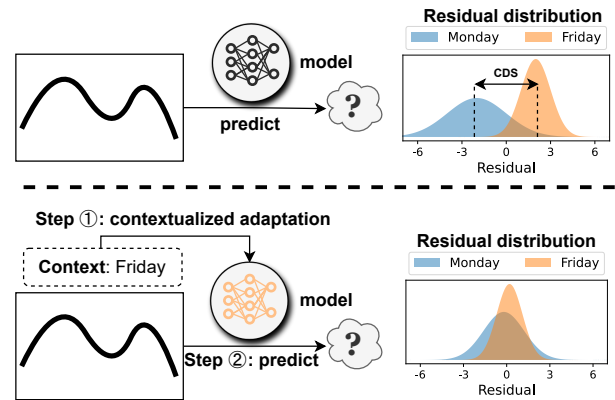 Residual distribution
Monday Friday
model
CDS
?
predict
-6 -3 0 3 6
Residual
Step ①: contextualized adaptation
Context: Friday
Residual distribution
Monday Friday
model
?
Step ②: predict
-6 -3 0 3 6
Residual